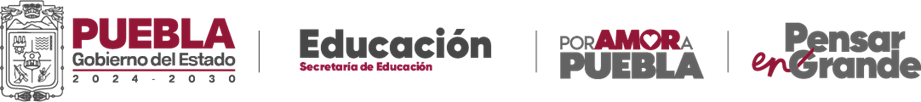 PUEBLA
Gobierno del Estado
2024 - 2030
Educación
Secretaría de Educación
POR AMOR A
PUEBLA
Pensar
en Grande